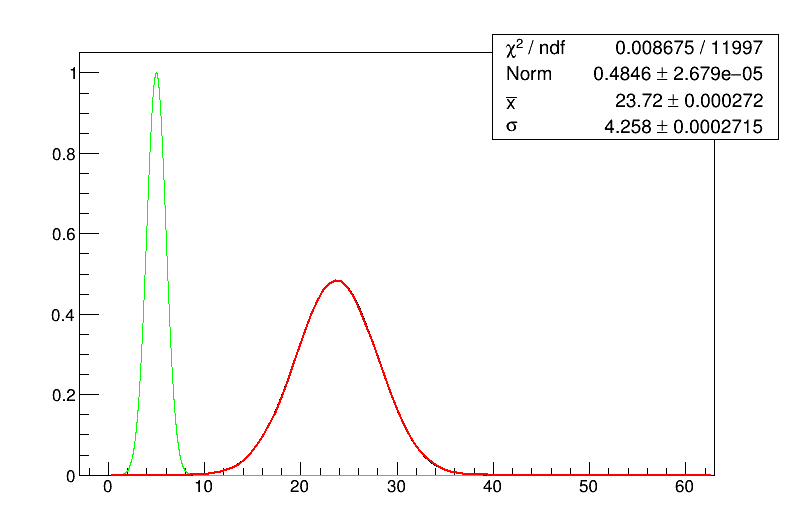 χ² / ndf 0.008675 / 11997
Norm 0.4846 ± 2.679e−05
x̅ 23.72 ± 0.000272
σ 4.258 ± 0.0002715
1
0.8
0.6
0.4
0.2
0
0 10 20 30 40 50 60